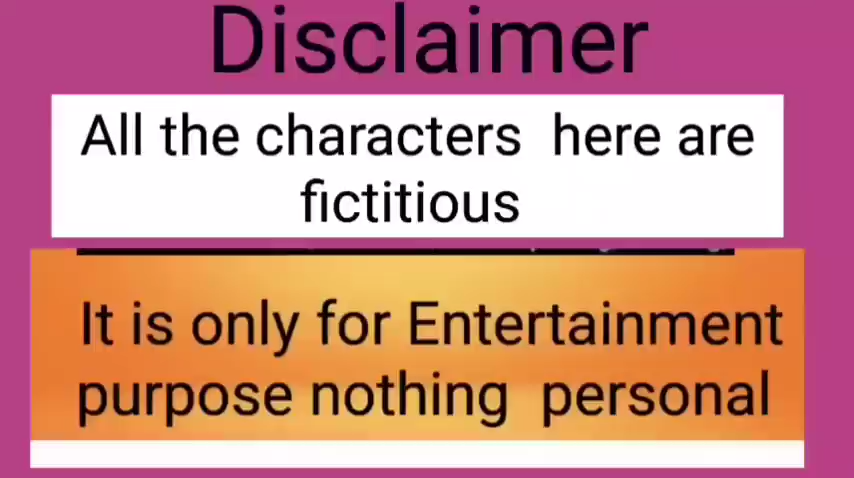 Disclaimer
All the characters here are
fictitious
It is only for Entertainment
purpose nothing personal